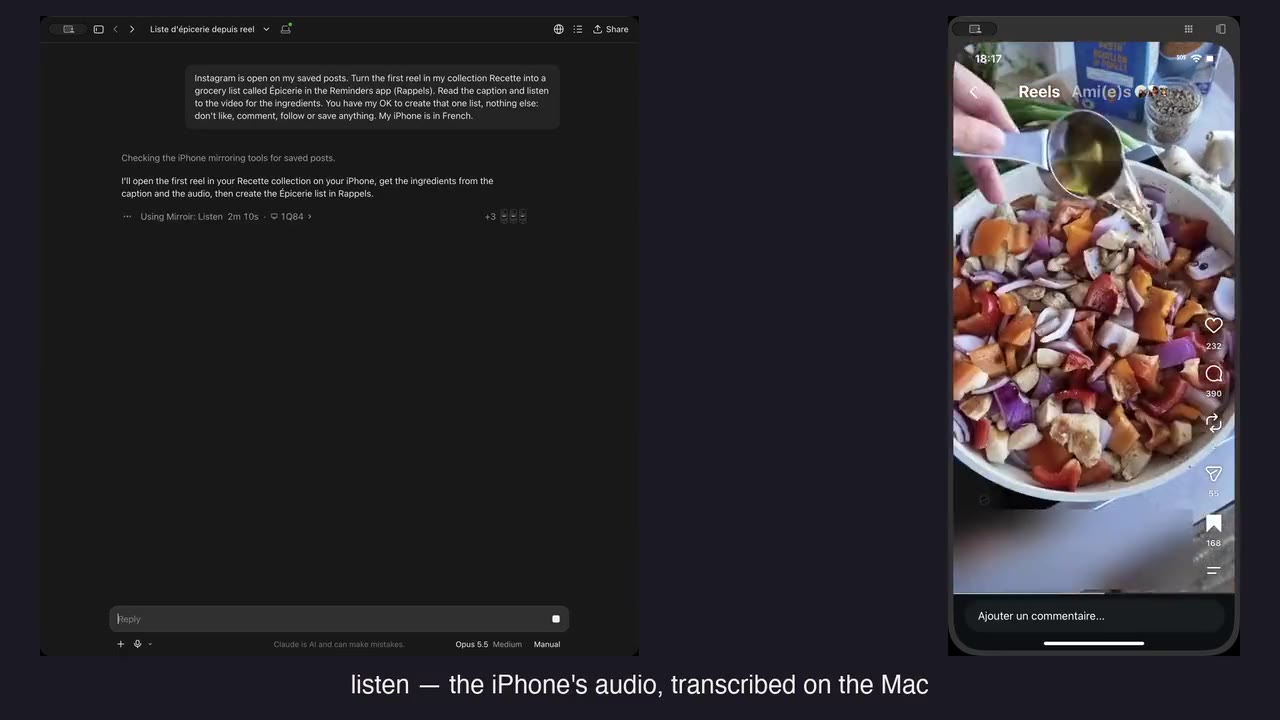 Liste d'épicerie depuis reel
Share
Instagram is open on my saved posts. Turn the first reel in my collection Recette into a
grocery list called Épicerie in the Reminders app (Rappels). Read the caption and listen
to the video for the ingredients. You have my OK to create that one list, nothing else:
don't like, comment, follow or save anything. My iPhone is in French.
Checking the iPhone mirroring tools for saved posts.
I'll open the first reel in your Recette collection on your iPhone, get the ingredients from the
caption and the audio, then create the Épicerie list in Rappels.
Using Mirroir: Listen 2m 10s · 1Q84
+3
Reply
Claude is AI and can make mistakes.
Opus 5.5 Medium Manual
18:17
SOS
Reels Ami(e)s
232
390
55
168
Ajouter un commentaire...
listen — the iPhone's audio, transcribed on the Mac